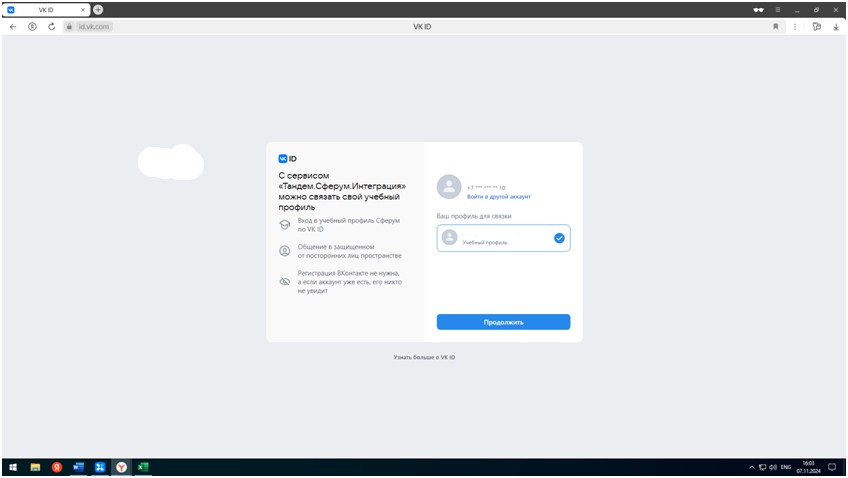 VK ID
id.vk.com
VK ID
ID
С сервисом
«Тандем.Сферум.Интеграция»
можно связать свой учебный
профиль
Вход в учебный профиль Сферум
по VK ID
Общение в защищенном
от посторонних лиц пространстве
Регистрация ВКонтакте не нужна,
а если аккаунт уже есть, его никто
не увидит
+7 *** *** ** 10
Войти в другой аккаунт
Ваш профиль для связки
Учебный профиль
Продолжить
Узнать больше о VK ID
ENG
16:03
07.11.2024